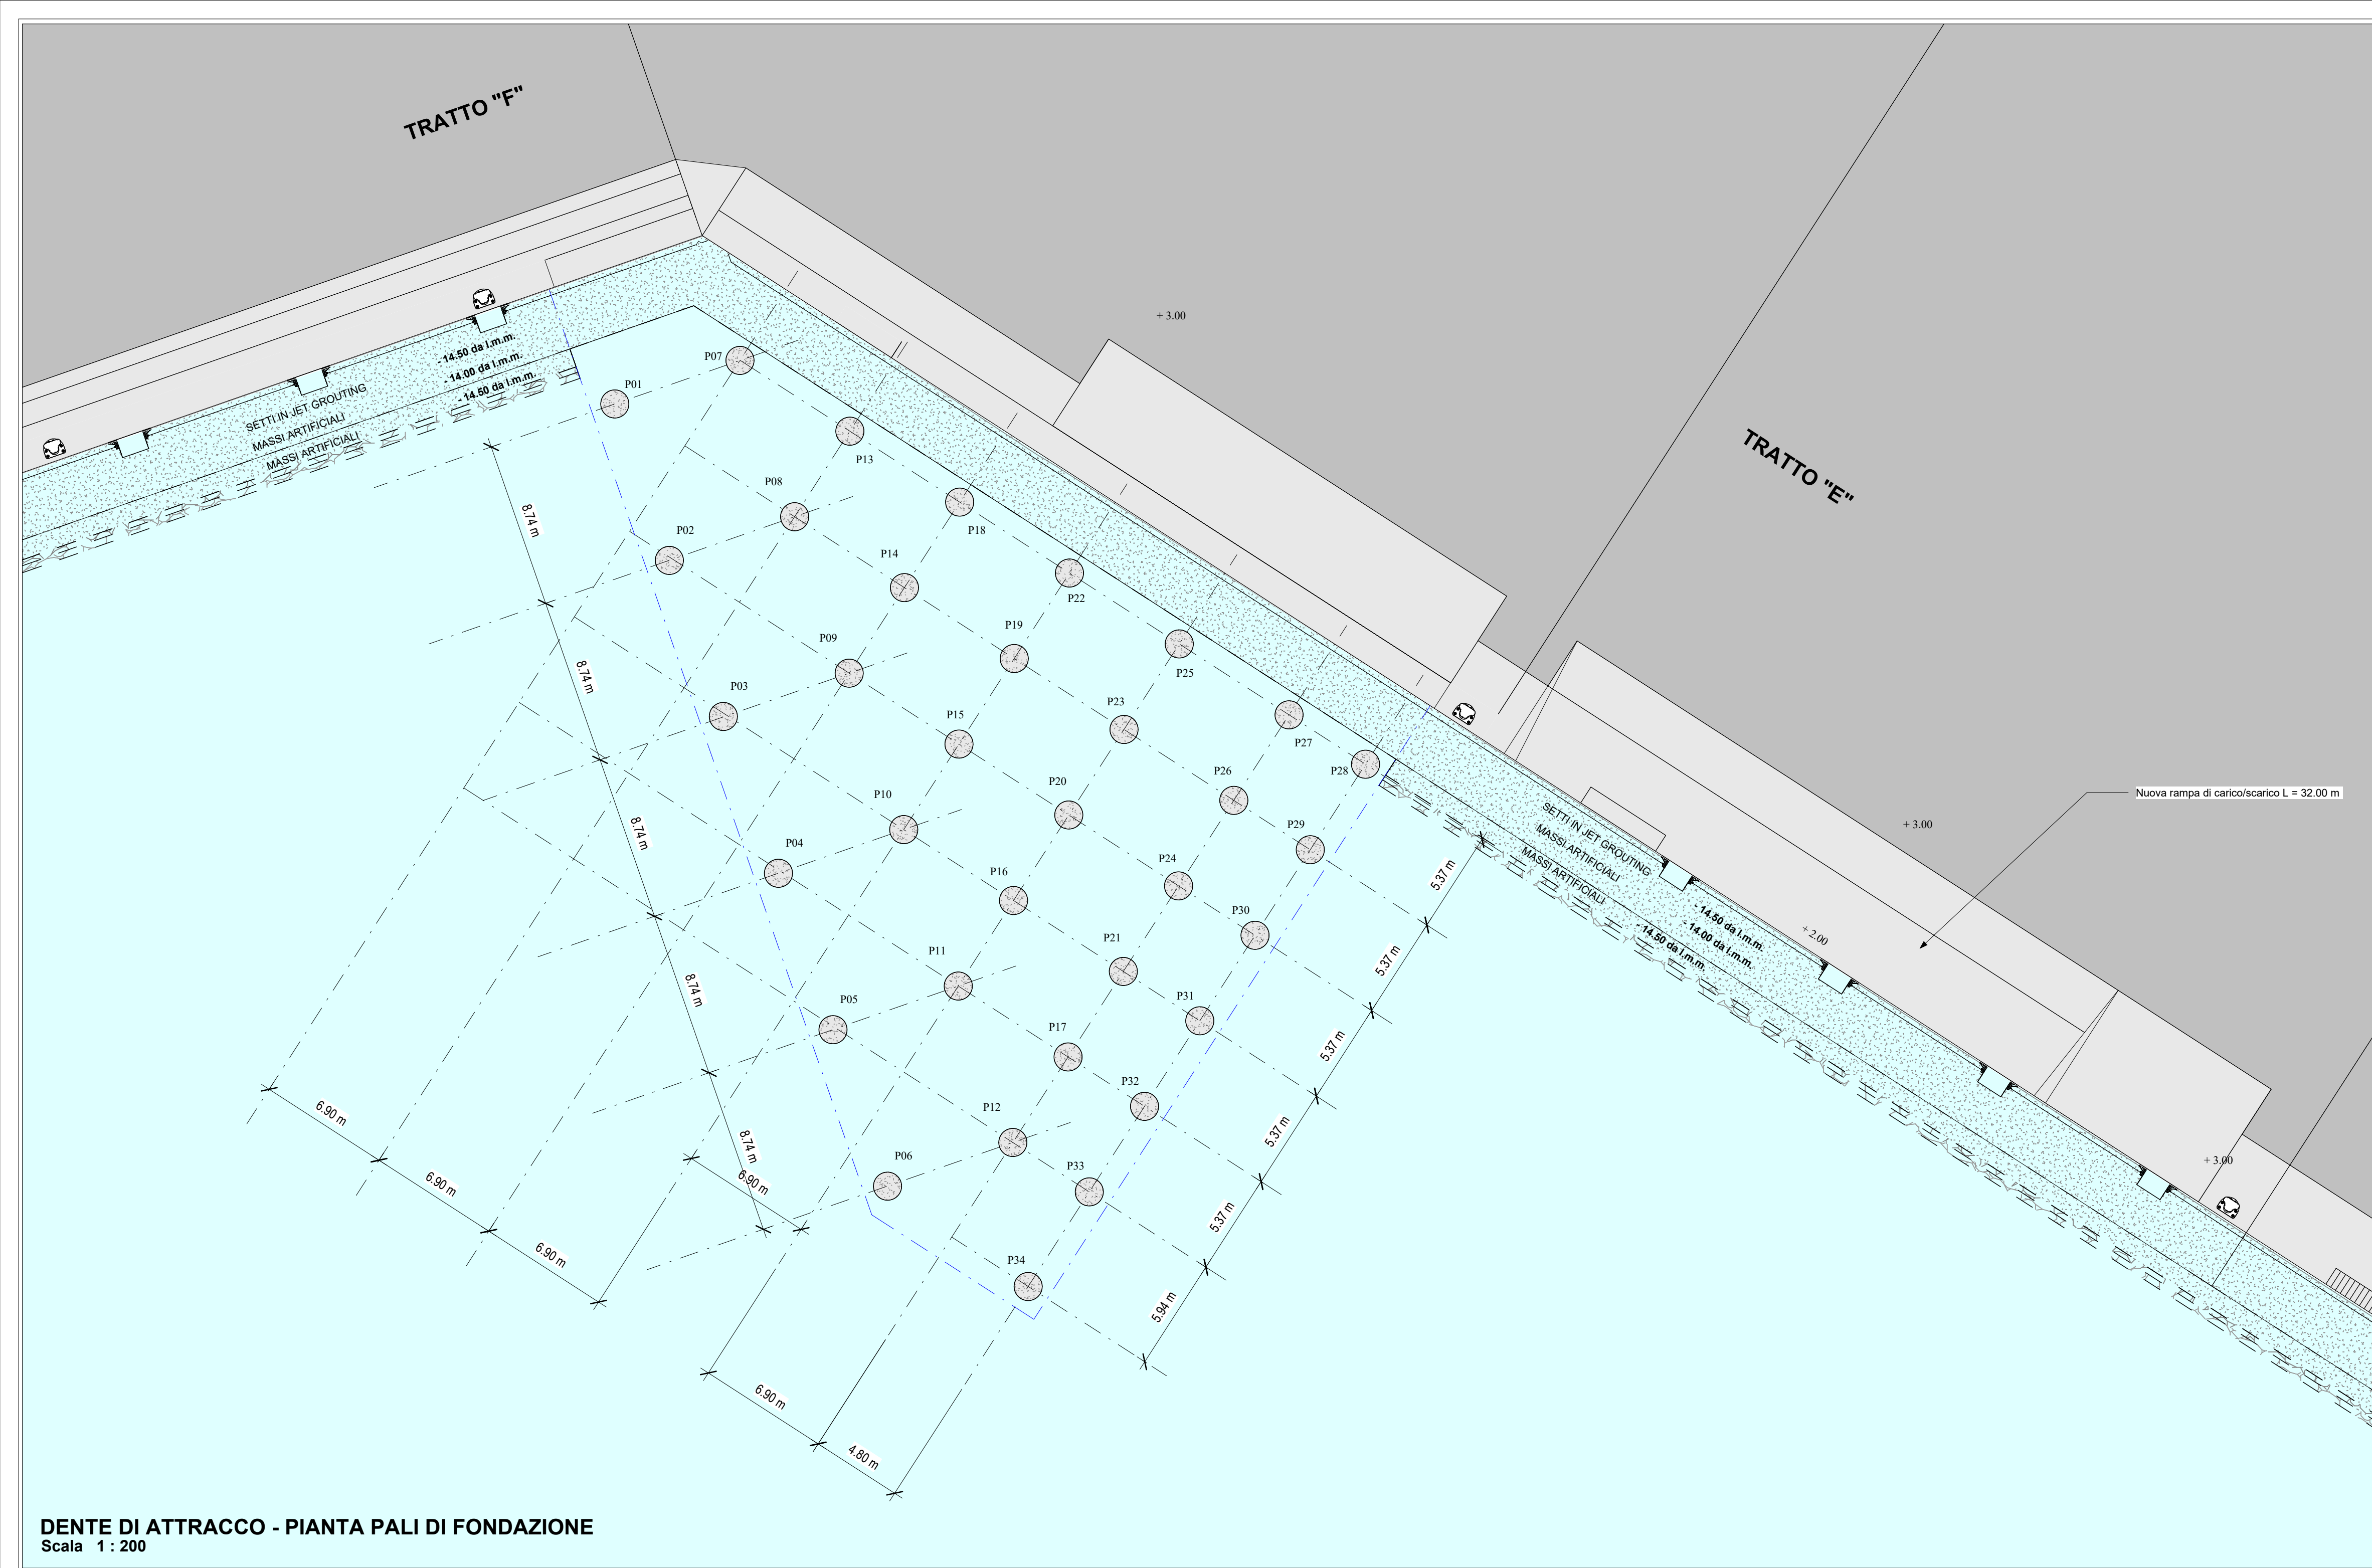 TRATTO "F"
+ 3.00
TRATTO "E"
- 14.50 da l.m.m.
- 14.00 da l.m.m.
- 14.50 da l.m.m.
SETTI IN JET GROUTING
MASSI ARTIFICIALI
MASSI ARTIFICIALI
P07
P01
P13
P08
P18
P02
P14
P22
P19
P09
P25
P03
P23
P15
P27
P28
P26
P20
P10
P29
P04
P24
P16
P30
P21
P11
P31
P05
P17
P32
P12
P33
P06
P34
8.74 m
8.74 m
8.74 m
8.74 m
8.74 m
6.90 m
6.90 m
6.90 m
6.90 m
6.90 m
4.80 m
5.37 m
5.37 m
5.37 m
5.37 m
5.37 m
5.94 m
SETTI IN JET GROUTING
MASSI ARTIFICIALI
MASSI ARTIFICIALI
- 14.50 da l.m.m.
- 14.00 da l.m.m.
- 14.50 da l.m.m.
+ 2.00
Nuova rampa di carico/scarico L = 32.00 m
+ 3.00
+ 3.00
DENTE DI ATTRACCO - PIANTA PALI DI FONDAZIONE
Scala 1 : 200